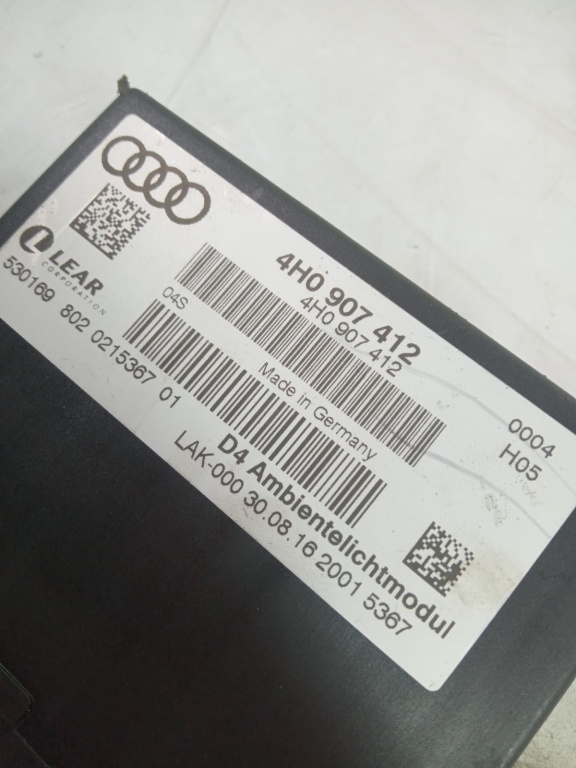 4H0 907 412
4H0 907 412
04S
0004
H05
LEAR
CORPORATION
530169 802 0215367 01
Made in Germany
D4 Ambientelichtmodul
LAK-000 30.08.16 2001 5367